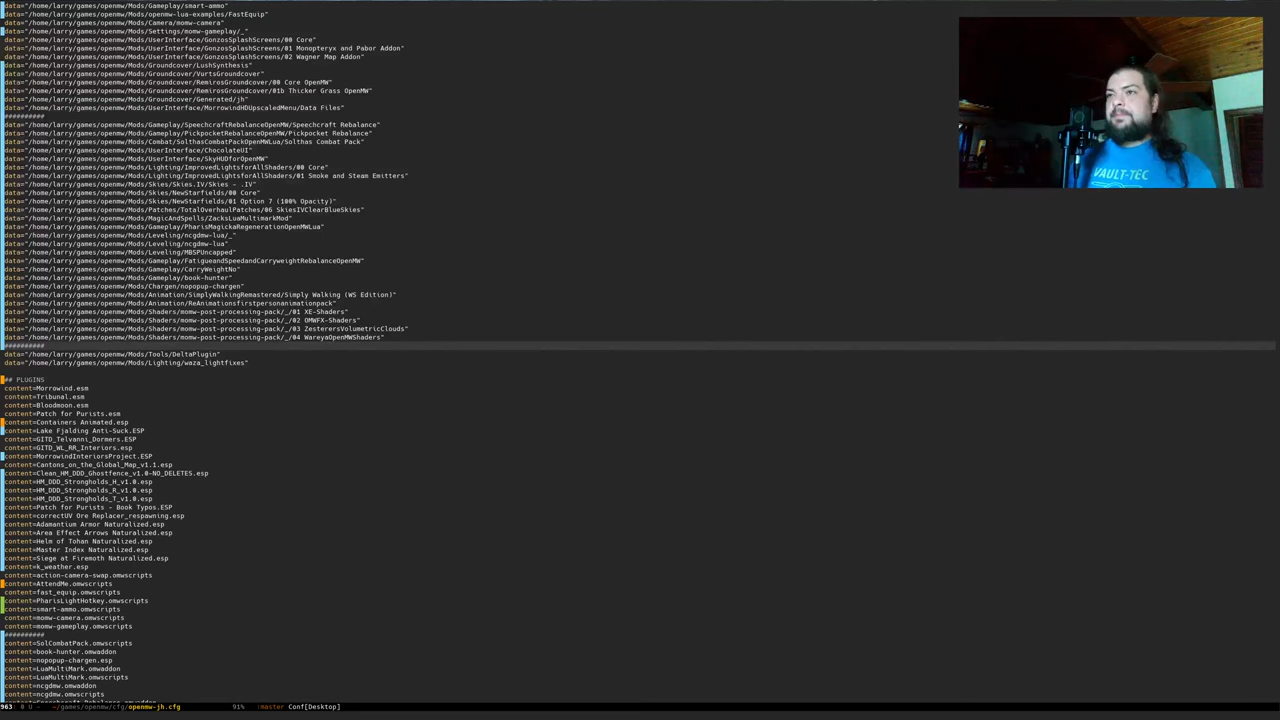 data="/home/larry/games/openmw/Mods/Gameplay/smart-ammo"
data="/home/larry/games/openmw/Mods/openmw-lua-examples/FastEquip"
data="/home/larry/games/openmw/Mods/Camera/momw-camera"
data="/home/larry/games/openmw/Mods/Settings/momw-gameplay/_"
data="/home/larry/games/openmw/Mods/UserInterface/GonzosSplashScreens/00 Core"
data="/home/larry/games/openmw/Mods/UserInterface/GonzosSplashScreens/01 Monopteryx and Pabor Addon"
data="/home/larry/games/openmw/Mods/UserInterface/GonzosSplashScreens/02 Wagner Map Addon"
data="/home/larry/games/openmw/Mods/Groundcover/LushSynthesis"
data="/home/larry/games/openmw/Mods/Groundcover/VurtsGroundcover"
data="/home/larry/games/openmw/Mods/Groundcover/RemirosGroundcover/00 Core OpenMW"
data="/home/larry/games/openmw/Mods/Groundcover/RemirosGroundcover/01b Thicker Grass OpenMW"
data="/home/larry/games/openmw/Mods/Groundcover/Generated/jh"
data="/home/larry/games/openmw/Mods/UserInterface/MorrowindHDUpscaledMenu/Data Files"
##########
data="/home/larry/games/openmw/Mods/Gameplay/SpeechcraftRebalanceOpenMW/Speechcraft Rebalance"
data="/home/larry/games/openmw/Mods/Gameplay/PickpocketRebalanceOpenMW/Pickpocket Rebalance"
data="/home/larry/games/openmw/Mods/Combat/SolthasCombatPackOpenMWLua/Solthas Combat Pack"
data="/home/larry/games/openmw/Mods/UserInterface/ChocolateUI"
data="/home/larry/games/openmw/Mods/UserInterface/SkyHUDforOpenMW"
data="/home/larry/games/openmw/Mods/Lighting/ImprovedLightsforAllShaders/00 Core"
data="/home/larry/games/openmw/Mods/Lighting/ImprovedLightsforAllShaders/01 Smoke and Steam Emitters"
data="/home/larry/games/openmw/Mods/Skies/Skies.IV/Skies - .IV"
data="/home/larry/games/openmw/Mods/Skies/NewStarfields/00 Core"
data="/home/larry/games/openmw/Mods/Skies/NewStarfields/01 Option 7 (100% Opacity)"
data="/home/larry/games/openmw/Mods/Patches/TotalOverhaulPatches/06 SkiesIVClearBlueSkies"
data="/home/larry/games/openmw/Mods/MagicAndSpells/ZacksLuaMultimarkMod"
data="/home/larry/games/openmw/Mods/Gameplay/PharisMagickaRegenerationOpenMWLua"
data="/home/larry/games/openmw/Mods/Leveling/ncgdmw-lua/_"
data="/home/larry/games/openmw/Mods/Leveling/ncgdmw-lua"
data="/home/larry/games/openmw/Mods/Leveling/MBSPUncapped"
data="/home/larry/games/openmw/Mods/FatigueandSpeedandCarryweightRebalanceOpenMW"
data="/home/larry/games/openmw/Mods/Gameplay/CarryWeightNo"
data="/home/larry/games/openmw/Mods/Gameplay/book-hunter"
data="/home/larry/games/openmw/Mods/Chargen/nopopup-chargen"
data="/home/larry/games/openmw/Mods/Animation/SimplyWalkingRemastered/Simply Walking (WS Edition)"
data="/home/larry/games/openmw/Mods/Animation/ReAnimationsfirstpersonanimationpack"
data="/home/larry/games/openmw/Mods/Shaders/momw-post-processing-pack/_/01 XE-Shaders"
data="/home/larry/games/openmw/Mods/Shaders/momw-post-processing-pack/_/02 OMWFX-Shaders"
data="/home/larry/games/openmw/Mods/Shaders/momw-post-processing-pack/_/03 ZesterersVolumetricClouds"
data="/home/larry/games/openmw/Mods/Shaders/momw-post-processing-pack/_/04 WareyaOpenMWShaders"
##########
data="/home/larry/games/openmw/Mods/Tools/DeltaPlugin"
data="/home/larry/games/openmw/Mods/Lighting/waza_lightfixes"
## PLUGINS
content=Morrowind.esm
content=Tribunal.esm
content=Bloodmoon.esm
content=Patch for Purists.esm
content=Containers Animated.esp
content=Lake Fjalding Anti-Suck.ESP
content=GITD_Telvanni_Dormers.ESP
content=GITD_WL_RR_Interiors.esp
content=MorrowindInteriorsProject.ESP
content=Cantons_on_the_Global_Map_v1.1.esp
content=Clean_HM_DDD_Ghostfence_v1.0-NO_DELETES.esp
content=HM_DDD_Strongholds_H_v1.0.esp
content=HM_DDD_Strongholds_R_v1.0.esp
content=HM_DDD_Strongholds_T_v1.0.esp
content=Patch for Purists - Book Typos.ESP
content=correctUV Ore Replacer_respawning.esp
content=Adamantium Armor Naturalized.esp
content=Area Effect Arrows Naturalized.esp
content=Helm of Tohan Naturalized.esp
content=Master Index Naturalized.esp
content=Siege at Firemoth Naturalized.esp
content=k_weather.esp
content=action-camera-swap.omwscripts
content=AttendMe.omwscripts
content=fast_equip.omwscripts
content=PharisLightHotkey.omwscripts
content=smart-ammo.omwscripts
content=momw-camera.omwscripts
content=momw-gameplay.omwscripts
##########
content=SolCombatPack.omwscripts
content=book-hunter.omwaddon
content=nopopup-chargen.esp
content=LuaMultiMark.omwaddon
content=LuaMultiMark.omwscripts
content=ncgdmw.omwaddon
content=ncgdmw.omwscripts
963: 0 U - ~/games/openmw/cfg/openmw-jh.cfg 91% :master Conf[Desktop]
VAULT-TEC